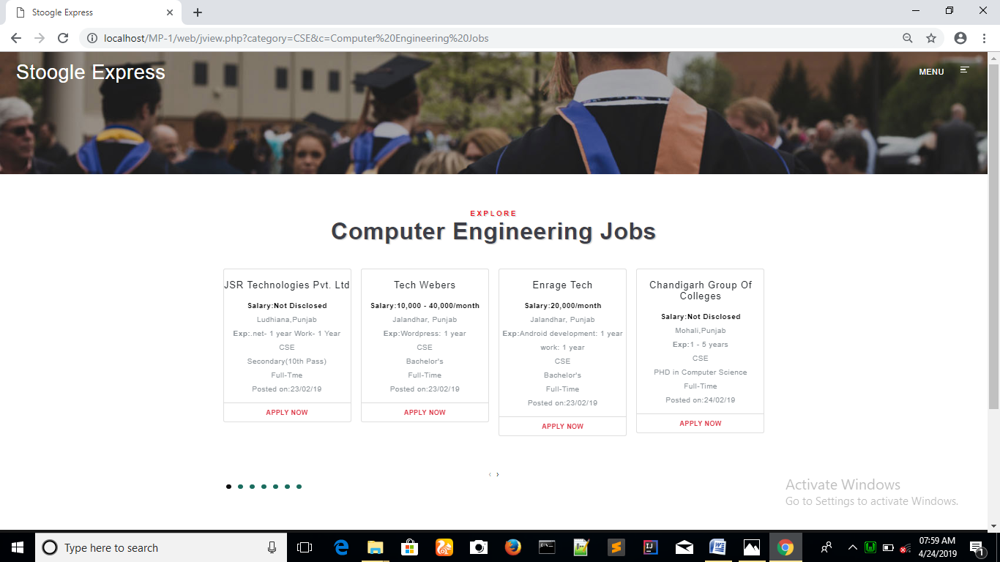 Stoogle Express
localhost/MP-1/web/jview.php?category=CSE&c=Computer%20Engineering%20Jobs
Stoogle Express
MENU
EXPLORE
Computer Engineering Jobs
JSR Technologies Pvt. Ltd
Salary:Not Disclosed
Ludhiana,Punjab
Exp:.net- 1 year Work- 1 Year
CSE
Secondary(10th Pass)
Full-Tme
Posted on:23/02/19
APPLY NOW
Tech Webers
Salary:10,000 - 40,000/month
Jalandhar, Punjab
Exp:Wordpress: 1 year
CSE
Bachelor's
Full-Time
Posted on:23/02/19
APPLY NOW
Enrage Tech
Salary:20,000/month
Jalandhar, Punjab
Exp:Android development: 1 year
work: 1 year
CSE
Bachelor's
Full-Time
Posted on:23/02/19
APPLY NOW
Chandigarh Group Of
Colleges
Salary:Not Disclosed
Mohali,Punjab
Exp:1 - 5 years
CSE
PHD in Computer Science
Full-Time
Posted on:24/02/19
APPLY NOW
‹ ›
Activate Windows
Go to Settings to activate Windows.
Type here to search
07:59 AM
4/24/2019
1